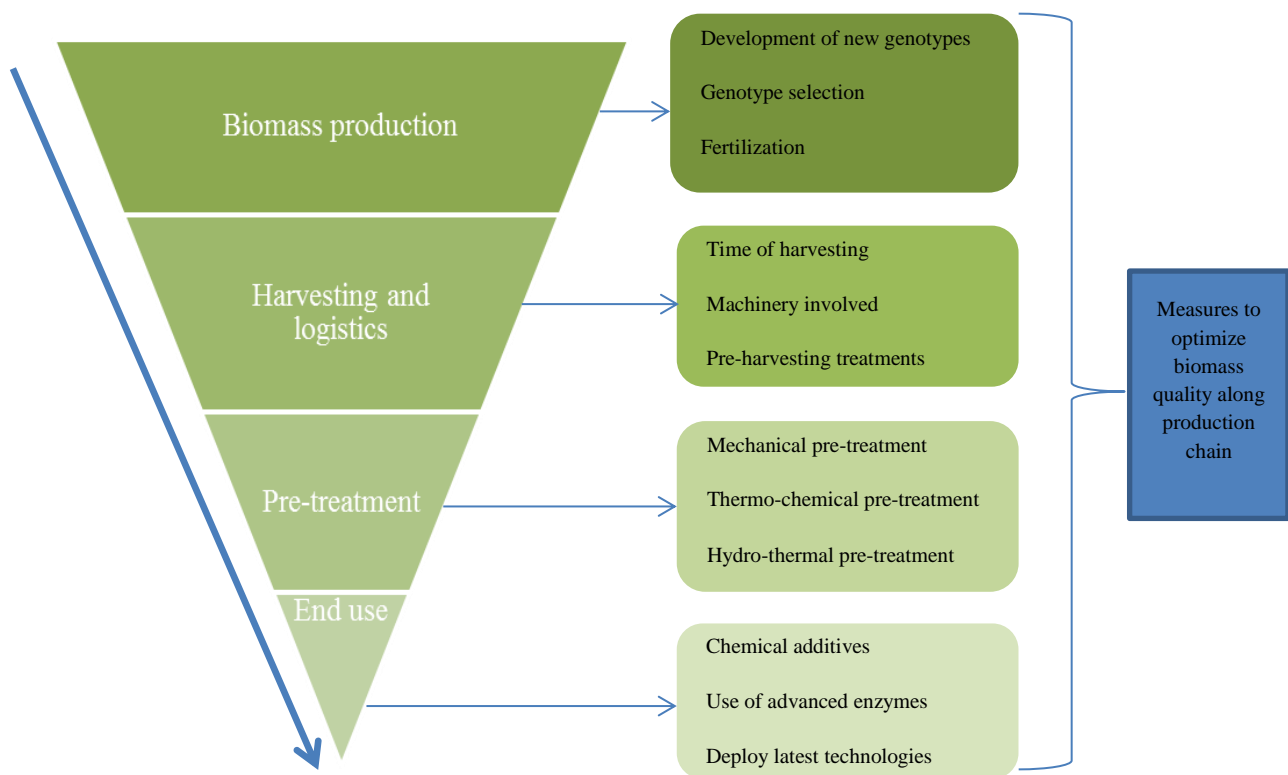 Biomass production
Development of new genotypes
Genotype selection
Fertilization
Harvesting and
logistics
Time of harvesting
Machinery involved
Pre-harvesting treatments
Pre-treatment
Mechanical pre-treatment
Thermo-chemical pre-treatment
Hydro-thermal pre-treatment
End use
Chemical additives
Use of advanced enzymes
Deploy latest technologies
Measures to
optimize
biomass
quality along
production
chain